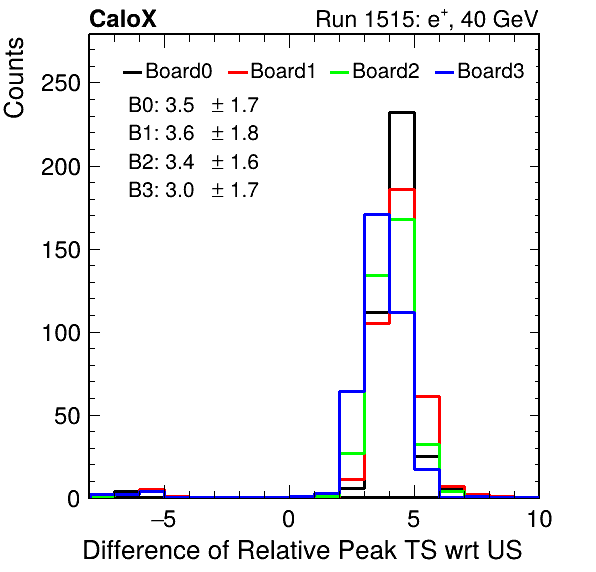 CaloX Run 1515: e+, 40 GeV
Counts
Board0 Board1 Board2 Board3
B0: 3.5 ± 1.7
B1: 3.6 ± 1.8
B2: 3.4 ± 1.6
B3: 3.0 ± 1.7
250
200
150
100
50
0
−5 0 5 10
Difference of Relative Peak TS wrt US